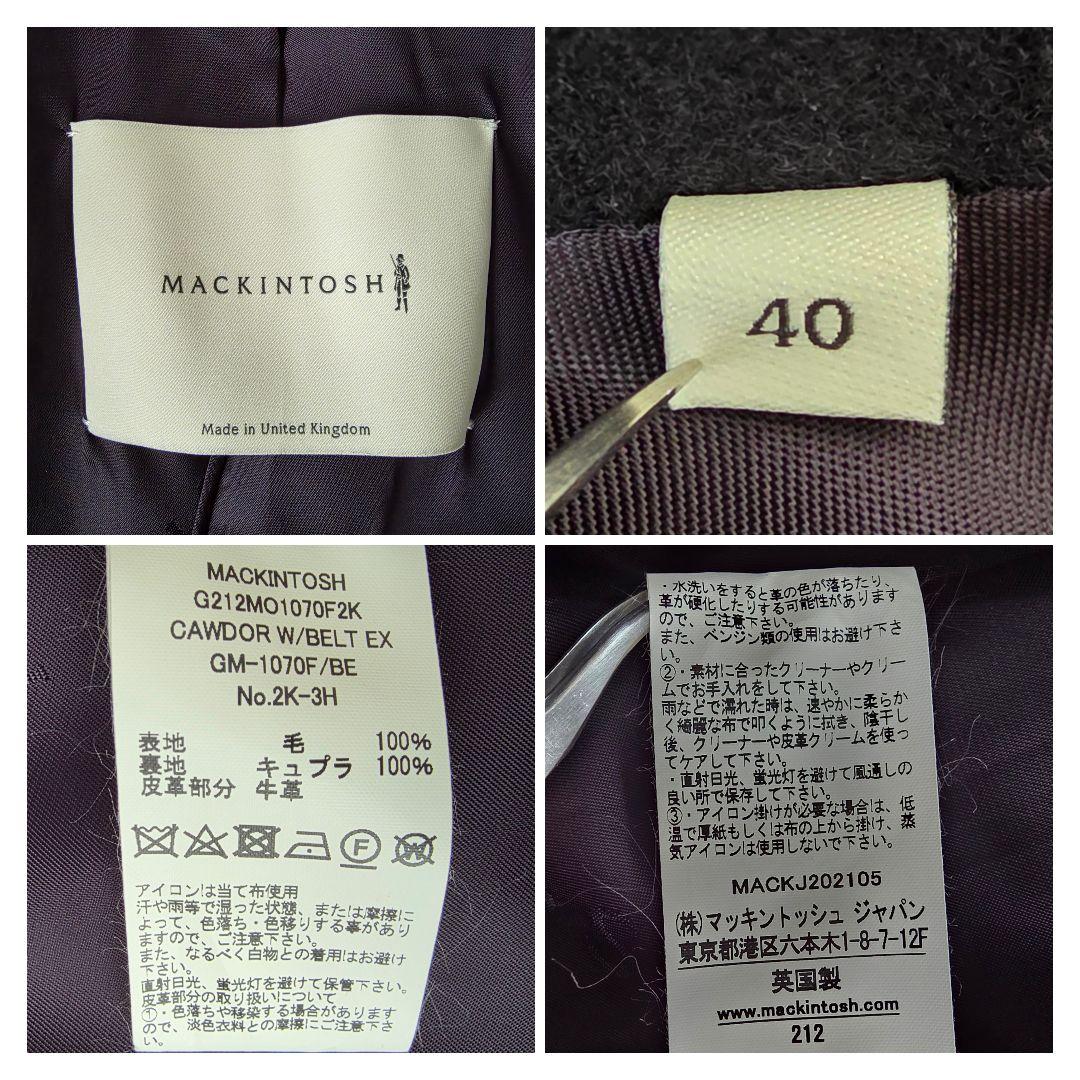 MACKINTOSH
Made in United Kingdom
40
MACKINTOSH
G212MO1070F2K
CAWDOR W/BELT EX
GM-1070F/BE
No.2K-3H
表地 毛 100%
裏地 キュプラ 100%
皮革部分 牛革
F
W
アイロンは当て布使用
汗や雨等で湿った状態、または摩擦に
よって、色落ち・色移りする事があり
ますので、ご注意下さい。
また、なるべく白物との着用はお避け
下さい。
直射日光、蛍光灯を避けて保管下さい。
皮革部分の取り扱いについて
①・色落ちや移染する場合があります
ので、淡色衣料との摩擦にご注意下さ
い。
・水洗いをすると革の色が落ちたり、
革が硬化したりする可能性があります
ので、ご注意下さい。
また、ベンジン類の使用はお避け下さ
い。
②・素材に合ったクリーナーやクリー
ムでお手入れをして下さい。
雨などで濡れた時は、速やかに柔らか
く綺麗な布で叩くように拭き、陰干し
後、クリーナーや皮革クリームを使っ
てケアして下さい。
・直射日光、蛍光灯を避けて風通しの
良い所で保存して下さい。
③・アイロン掛けが必要な場合は、低
温で厚紙もしくは布の上から掛け、蒸
気アイロンは使用しないで下さい。
MACKJ202105
(株)マッキントッシュ ジャパン
東京都港区六本木1-8-7-12F
英国製
www.mackintosh.com
212